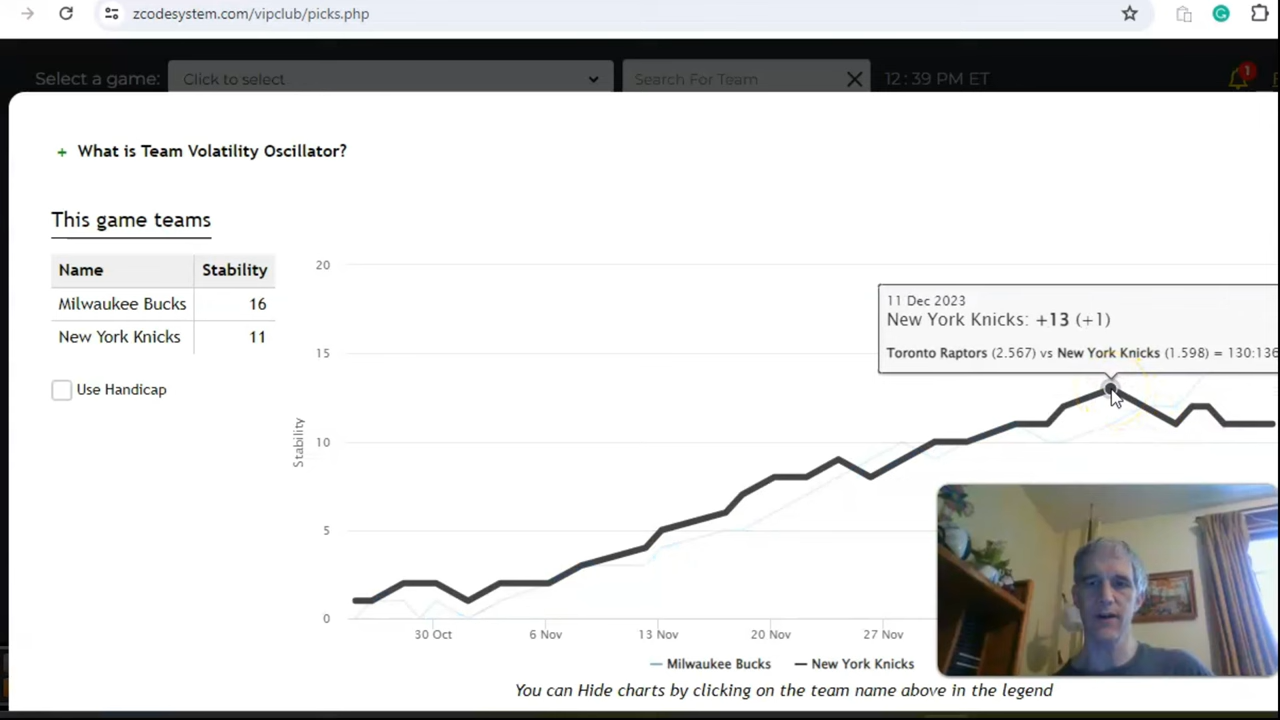 zcodesystem.com/vipclub/picks.php
Select a game: Click to select Search For Team 12:39 PM ET 1
+ What is Team Volatility Oscillator?
This game teams
Name Stability
Milwaukee Bucks 16
New York Knicks 11
Use Handicap
20
15
10
5
0
Stability
11 Dec 2023
New York Knicks: +13 (+1)
Toronto Raptors (2.567) vs New York Knicks (1.598) = 130:136
30 Oct 6 Nov 13 Nov 20 Nov 27 Nov
Milwaukee Bucks New York Knicks
You can Hide charts by clicking on the team name above in the legend